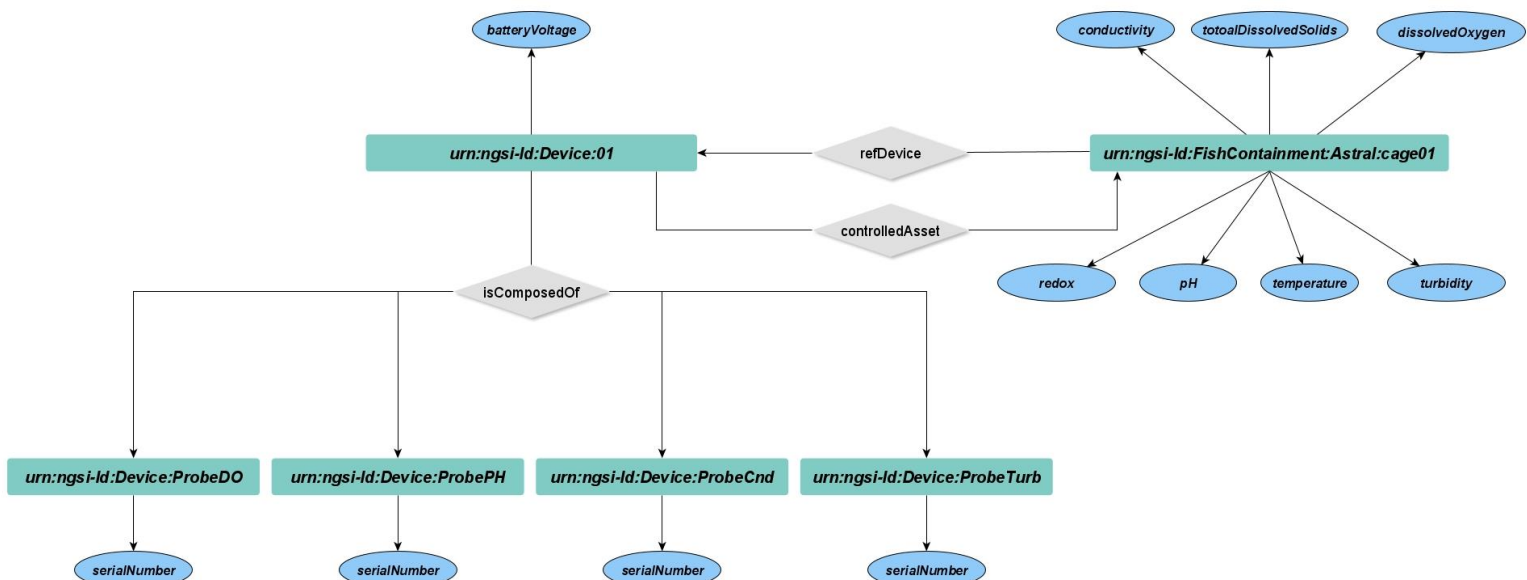 batteryVoltage
conductivity
totoalDissolvedSolids
dissolvedOxygen
urn:ngsi-ld:Device:01
refDevice
urn:ngsi-ld:FishContainment:Astral:cage01
controlledAsset
isComposedOf
redox
pH
temperature
turbidity
urn:ngsi-ld:Device:ProbeDO
urn:ngsi-ld:Device:ProbePH
urn:ngsi-ld:Device:ProbeCnd
urn:ngsi-ld:Device:ProbeTurb
serialNumber
serialNumber
serialNumber
serialNumber